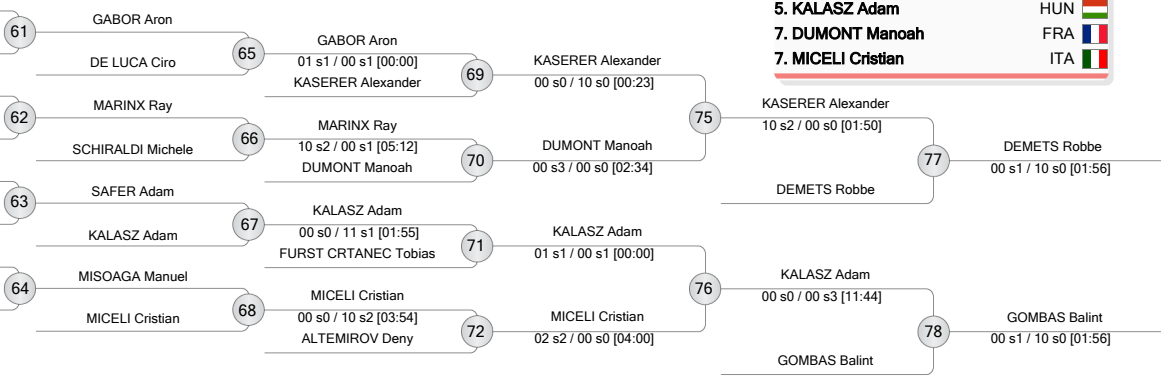 5. KALASZ Adam HUN
7. DUMONT Manoah FRA
7. MICELI Cristian ITA
61
GABOR Aron
DE LUCA Ciro
62
MARINX Ray
SCHIRALDI Michele
63
SAFER Adam
KALASZ Adam
64
MISOAGA Manuel
MICELI Cristian
65
GABOR Aron
01 s1 / 00 s1 [00:00]
KASERER Alexander
66
MARINX Ray
10 s2 / 00 s1 [05:12]
DUMONT Manoah
67
KALASZ Adam
00 s0 / 11 s1 [01:55]
FURST CRTANEC Tobias
68
MICELI Cristian
00 s0 / 10 s2 [03:54]
ALTEMIROV Deny
69
KASERER Alexander
00 s0 / 10 s0 [00:23]
70
DUMONT Manoah
00 s3 / 00 s0 [02:34]
71
KALASZ Adam
01 s1 / 00 s1 [00:00]
72
MICELI Cristian
02 s2 / 00 s0 [04:00]
75
KASERER Alexander
10 s2 / 00 s0 [01:50]
DEMETS Robbe
76
KALASZ Adam
00 s0 / 00 s3 [11:44]
GOMBAS Balint
77
DEMETS Robbe
00 s1 / 10 s0 [01:56]
78
GOMBAS Balint
00 s1 / 10 s0 [01:56]